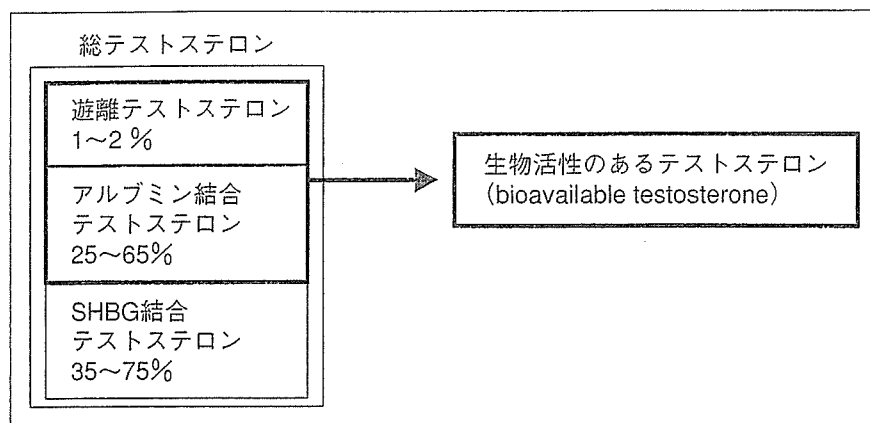 総テストステロン
遊離テストステロン
1〜2 %
アルブミン結合
テストステロン
25〜65%
SHBG結合
テストステロン
35〜75%
生物活性のあるテストステロン
(bioavailable testosterone)